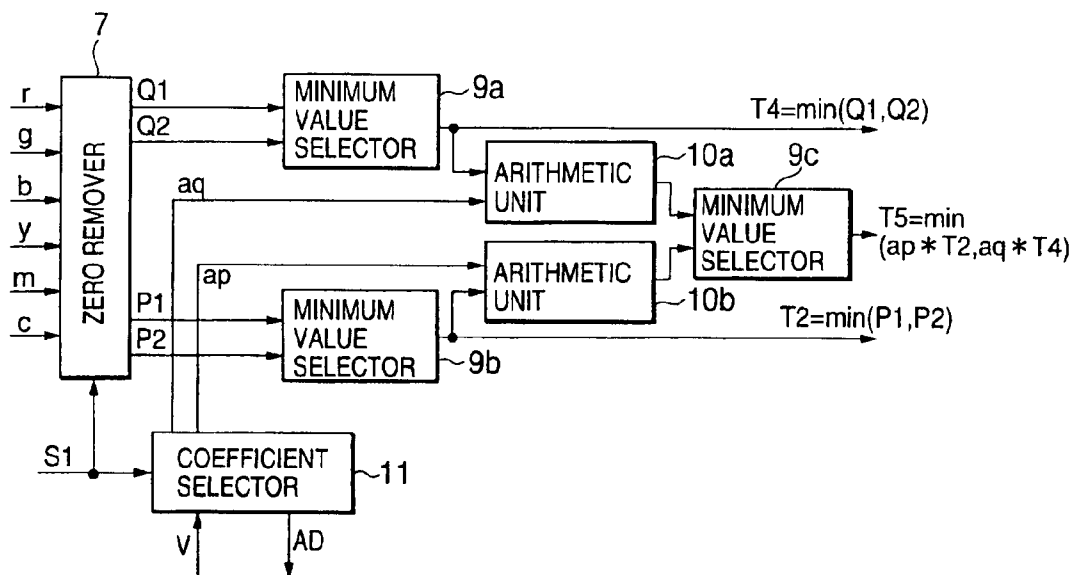 7
r
g
b
y
m
c
ZERO REMOVER
Q1
Q2
P1
P2
MINIMUM
VALUE
SELECTOR
9a
T4=min(Q1,Q2)
aq
ARITHMETIC
UNIT
10a
ap
ARITHMETIC
UNIT
10b
MINIMUM
VALUE
SELECTOR
9c
T5=min
(ap*T2,aq*T4)
MINIMUM
VALUE
SELECTOR
9b
T2=min(P1,P2)
S1
COEFFICIENT
SELECTOR
11
V
AD